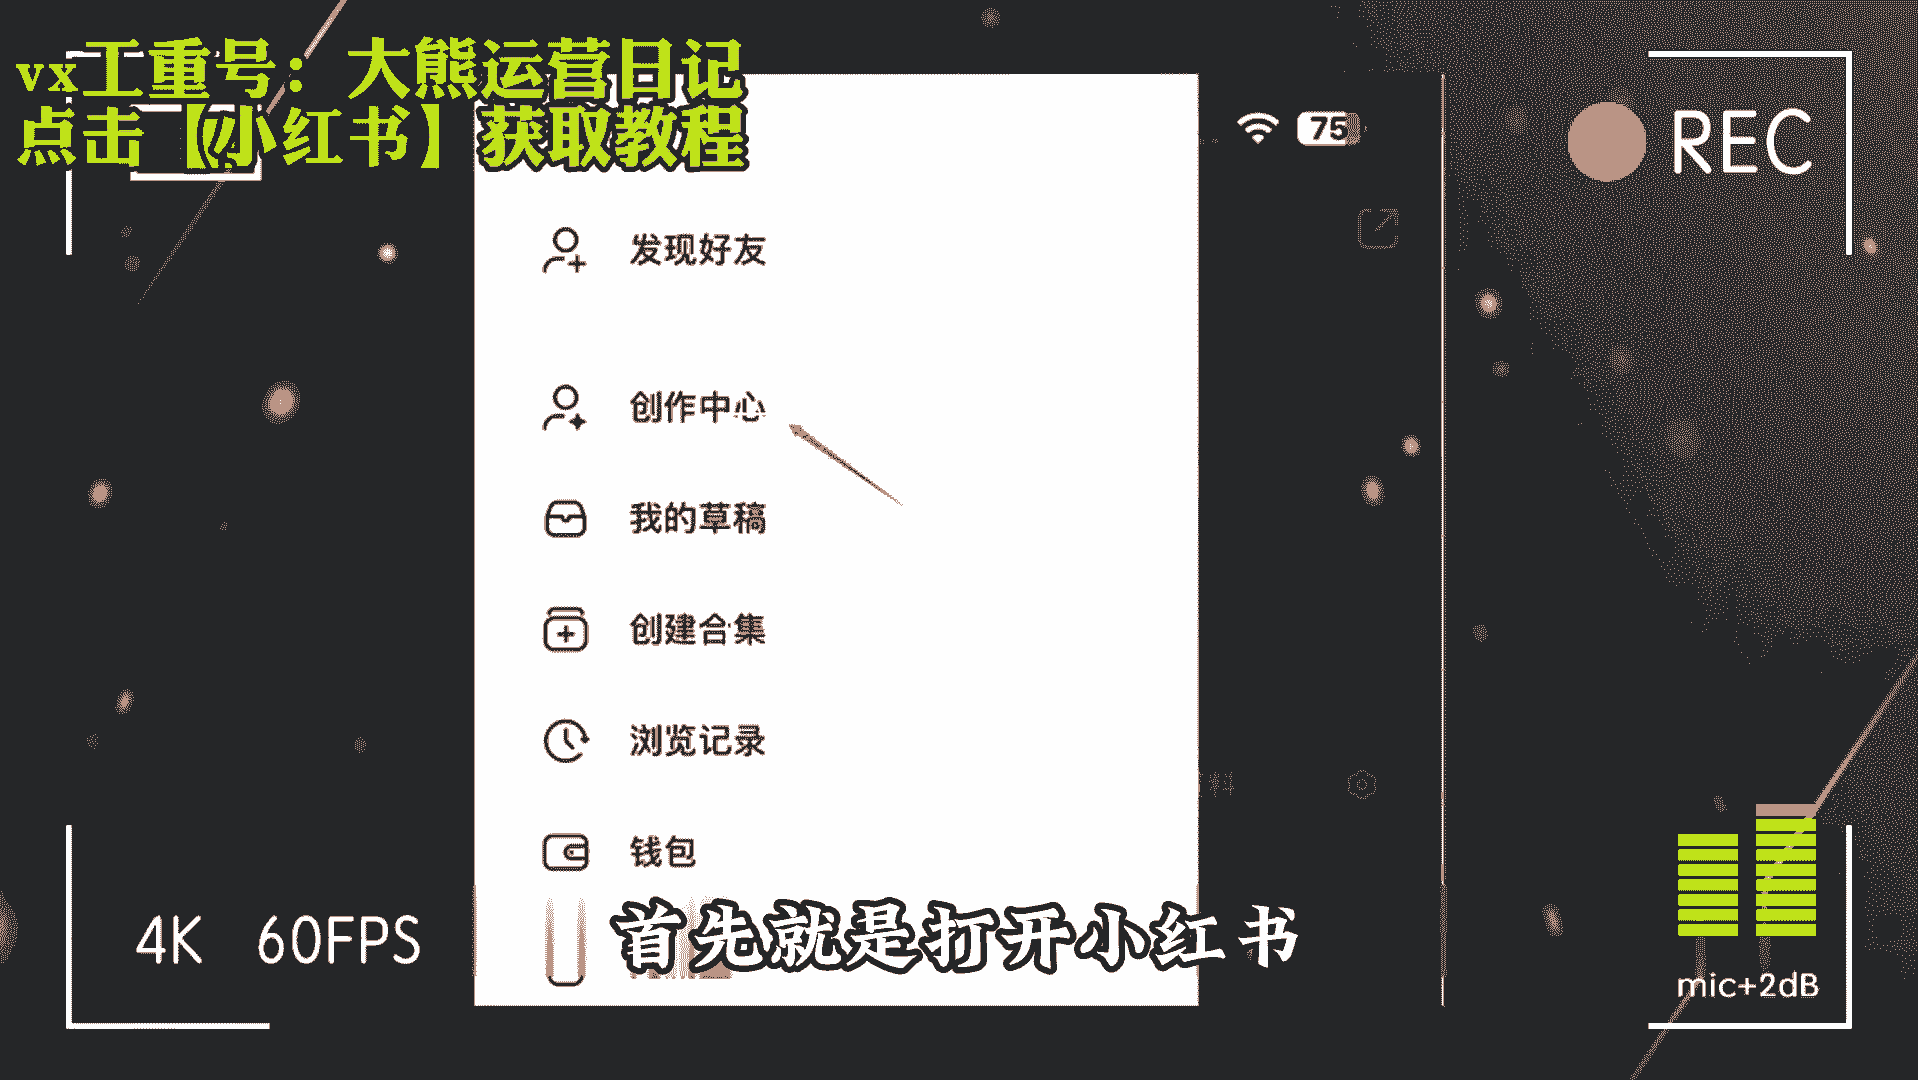 vx工重号：大熊运营日记
点击【小红书】获取教程
75
REC
发现好友
创作中心
我的草稿
创建合集
浏览记录
料
钱包
首先就是打开小红书
4K 60FPS
mic+2dB